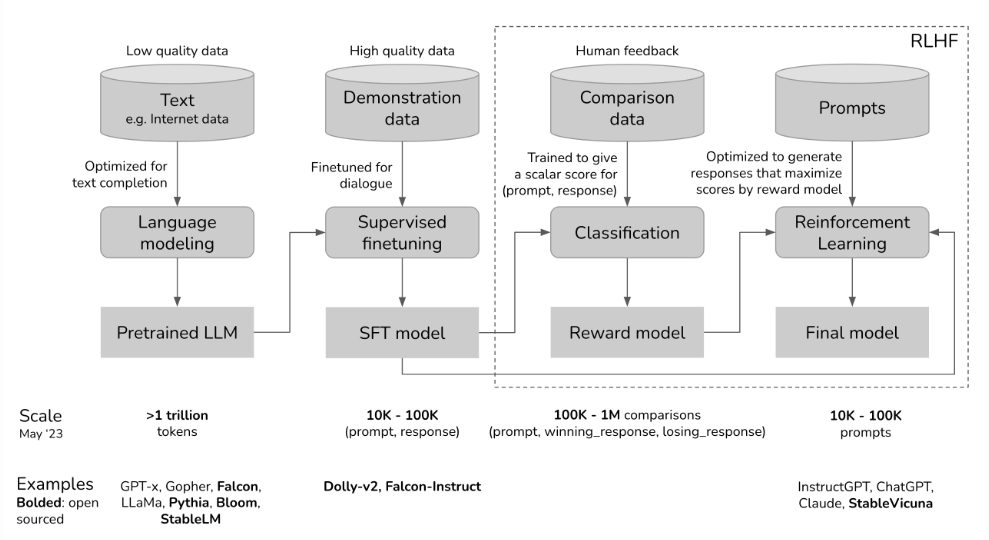 RLHF
Low quality data
High quality data
Human feedback
Text
e.g. Internet data
Demonstration
data
Comparison
data
Prompts
Optimized for
text completion
Finetuned for
dialogue
Trained to give
a scalar score for
(prompt, response)
Optimized to generate
responses that maximize
scores by reward model
Language
modeling
Supervised
finetuning
Classification
Reinforcement
Learning
Pretrained LLM
SFT model
Reward model
Final model
Scale
May '23
>1 trillion
tokens
10K - 100K
(prompt, response)
100K - 1M comparisons
(prompt, winning_response, losing_response)
10K - 100K
prompts
Examples
Bolded: open
sourced
GPT-x, Gopher, Falcon,
LLaMa, Pythia, Bloom,
StableLM
Dolly-v2, Falcon-Instruct
InstructGPT, ChatGPT,
Claude, StableVicuna